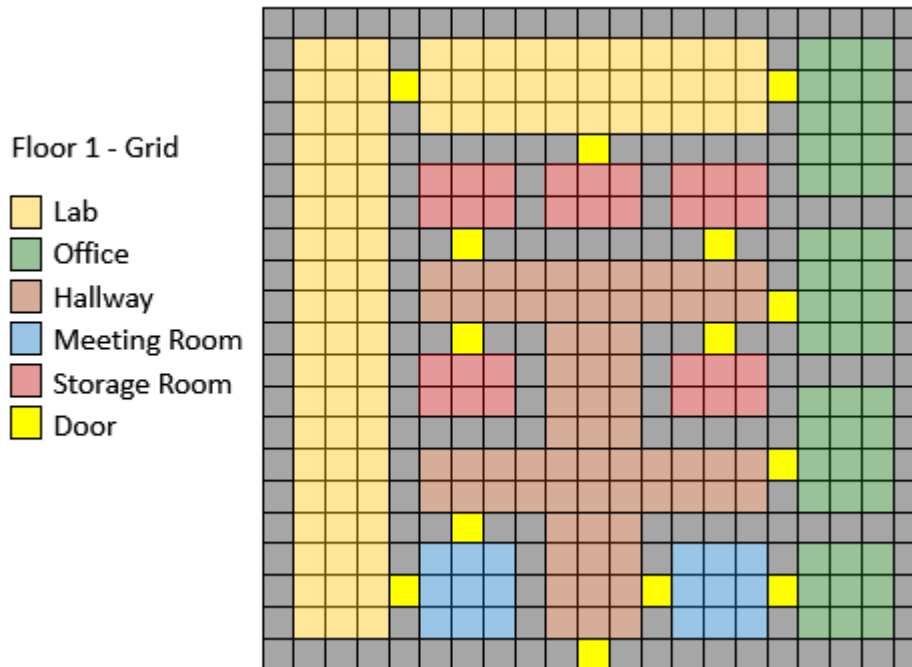 Floor 1 - Grid
Lab
Office
Hallway
Meeting Room
Storage Room
Door